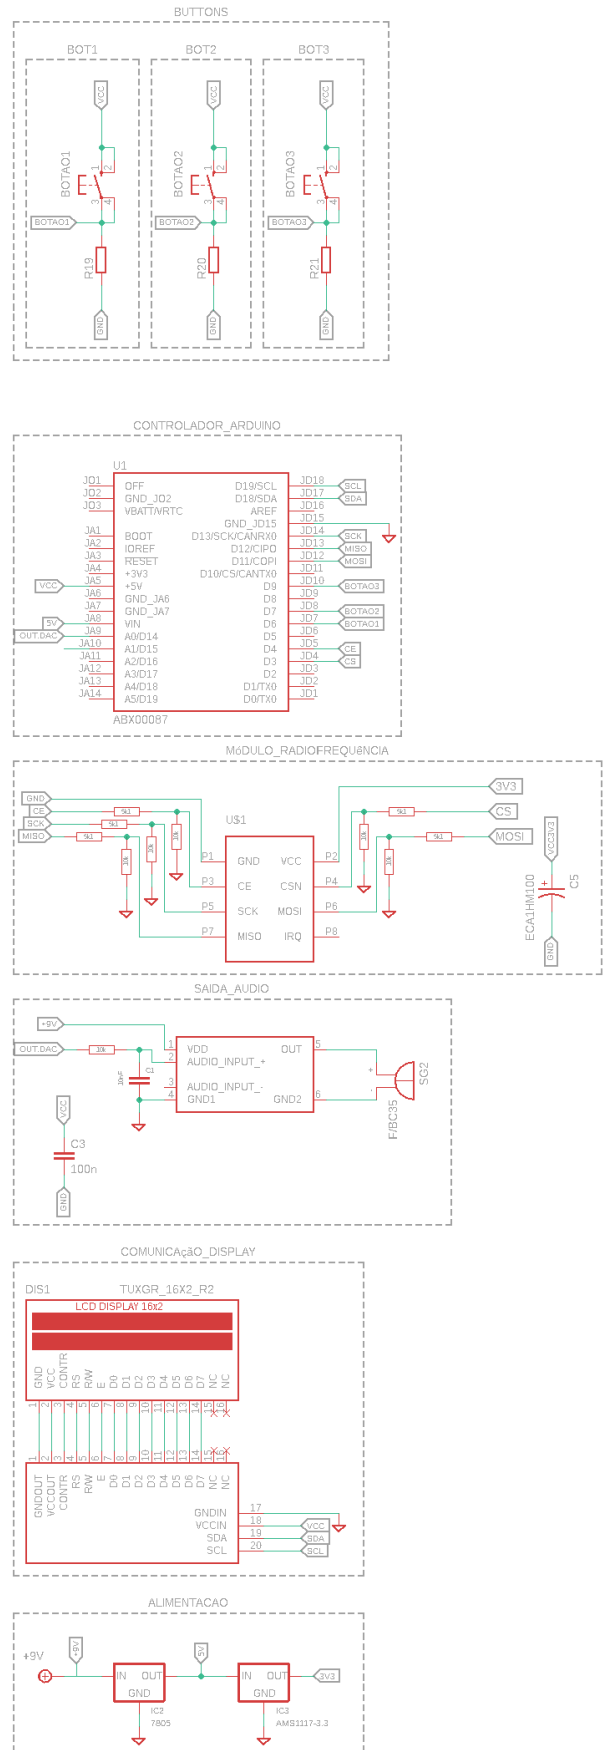 BUTTONS
BOT1 BOT2 BOT3
VCC VCC VCC
BOTAO1 1 2 3 4
BOTAO2 1 2 3 4
BOTAO3 1 2 3 4
BOTAO1 BOTAO2 BOTAO3
R19 R20 R21
GND GND GND
CONTROLADOR_ARDUINO
U1
JO1 OFF D19/SCL JD18 SCL
JO2 GND_JO2 D18/SDA JD17 SDA
JO3 VBATT/VRTC AREF JD16
GND_JD15 JD15
JA1 BOOT D13/SCK/CANRX0 JD14 SCK
JA2 IOREF D12/CIPO JD13 MISO
JA3 RESET D11/COPI JD12 MOSI
JA4 +3V3 D10/CS/CANTX0 JD11
VCC JA5 +5V D9 JD10 BOTAO3
JA6 GND_JA6 D8 JD9
JA7 GND_JA7 D7 JD8 BOTAO2
5V JA8 VIN D6 JD7 BOTAO1
OUT.DAC JA9 A0/D14 D5 JD6
JA10 A1/D15 D4 JD5 CE
JA11 A2/D16 D3 JD4 CS
JA12 A3/D17 D2 JD3
JA13 A4/D18 D1/TX0 JD2
JA14 A5/D19 D0/TX0 JD1
ABX00087
MóDULO_RADIOFREQUêNCIA
GND 3V3
CE 5k1 5k1 CS
SCK 5k1
MISO 5k1 5k1 MOSI
10k 10k 10k 10k 10k
U$1
P1 GND VCC P2
P3 CE CSN P4
P5 SCK MOSI P6
P7 MISO IRQ P8
VCC3V3
ECA1HM100 + C5
GND
SAIDA_AUDIO
+9V
OUT.DAC 10k
1 VDD OUT 5
2 AUDIO_INPUT_+
3 AUDIO_INPUT_-
4 GND1 GND2 6
10nF
+ - SG2
F/BC35
VCC
C3
100n
GND
COMUNICAçãO_DISPLAY
DIS1 TUXGR_16X2_R2
LCD DISPLAY 16x2
GND VCC CONTR RS R/W E D0 D1 D2 D3 D4 D5 D6 D7 NC NC
1 2 3 4 5 6 7 8 9 10 11 12 13 14 15 16
1 2 3 4 5 6 7 8 9 10 11 12 13 14 15 16
GNDOUT VCCOUT CONTR RS R/W E D0 D1 D2 D3 D4 D5 D6 D7 NC NC
GNDIN 17
VCCIN 18 VCC
SDA 19 SDA
SCL 20 SCL
ALIMENTACAO
+9V +9V 5V
IN OUT IN OUT 3V3
GND GND
IC2 IC3
7805 AMS1117-3.3